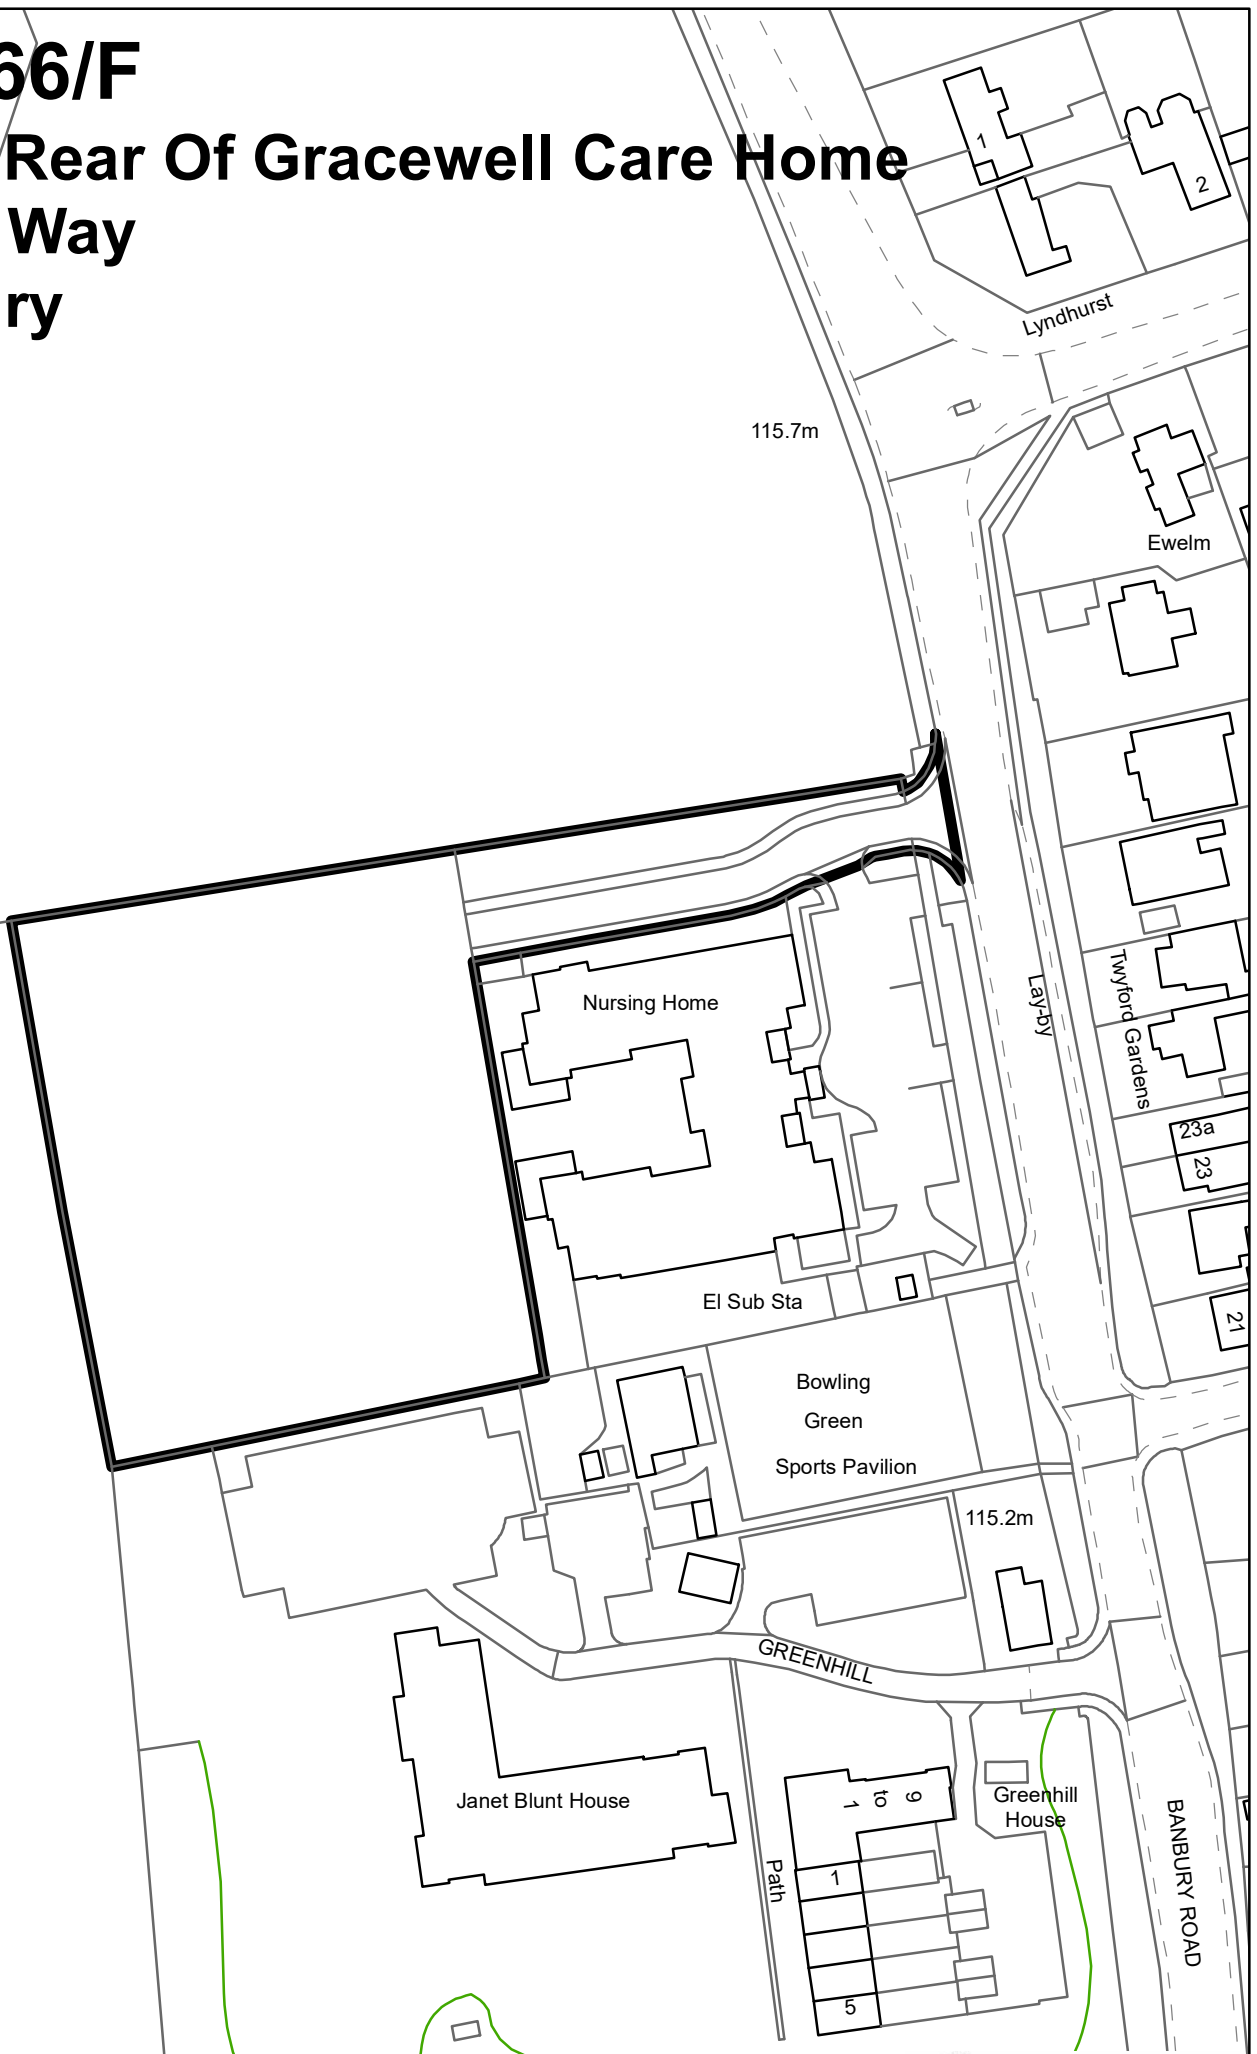 66/F
Rear Of Gracewell Care Home
Way
ry
1
2
Lyndhurst
115.7m
Ewelm
Nursing Home
Lay-by
Twyford Gardens
23a
23
El Sub Sta
21
Bowling
Green
Sports Pavilion
115.2m
GREENHILL
Janet Blunt House
1
to
9
Greenhill
House
BANBURY ROAD
Path
1
5